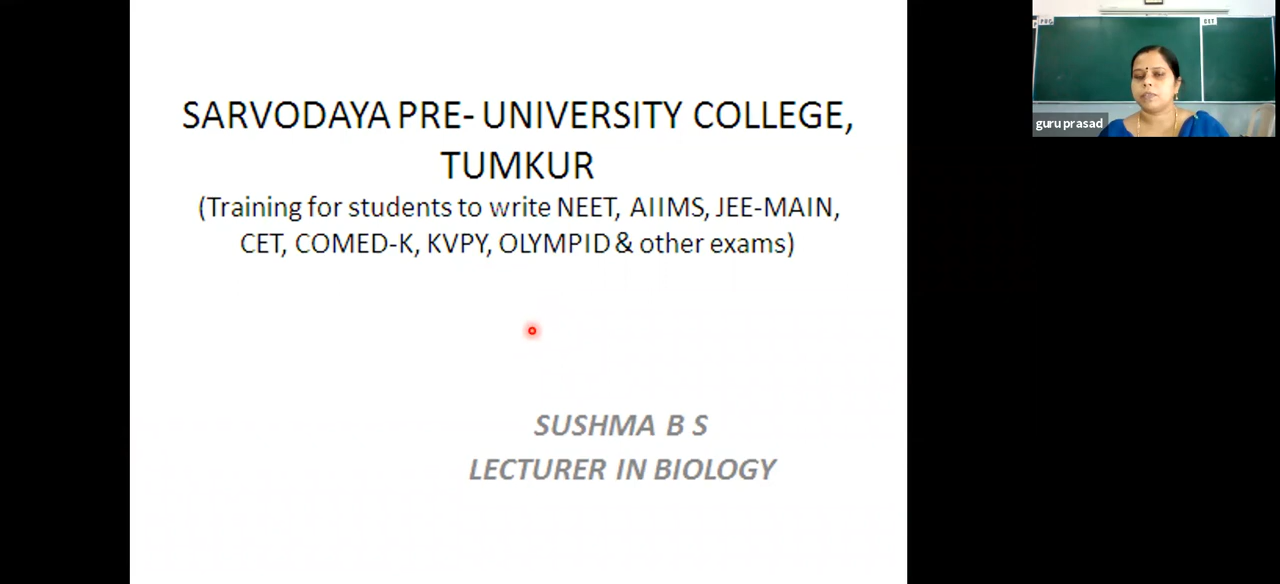 SARVODAYA PRE- UNIVERSITY COLLEGE,
TUMKUR
(Training for students to write NEET, AIIMS, JEE-MAIN,
CET, COMED-K, KVPY, OLYMPID & other exams)
SUSHMA B S
LECTURER IN BIOLOGY
guru prasad